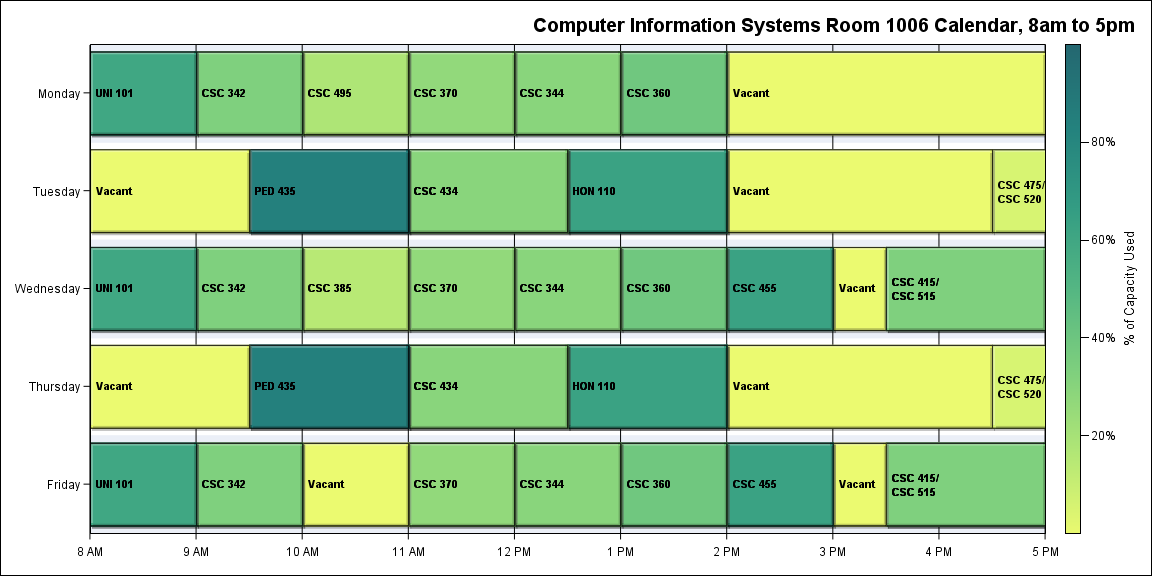 Computer Information Systems Room 1006 Calendar, 8am to 5pm
Monday
UNI 101
CSC 342
CSC 495
CSC 370
CSC 344
CSC 360
Vacant
Tuesday
Vacant
PED 435
CSC 434
HON 110
Vacant
CSC 475/
CSC 520
Wednesday
UNI 101
CSC 342
CSC 385
CSC 370
CSC 344
CSC 360
CSC 455
Vacant
CSC 415/
CSC 515
Thursday
Vacant
PED 435
CSC 434
HON 110
Vacant
CSC 475/
CSC 520
Friday
UNI 101
CSC 342
Vacant
CSC 370
CSC 344
CSC 360
CSC 455
Vacant
CSC 415/
CSC 515
8 AM
9 AM
10 AM
11 AM
12 PM
1 PM
2 PM
3 PM
4 PM
5 PM
80%
60%
40%
20%
% of Capacity Used